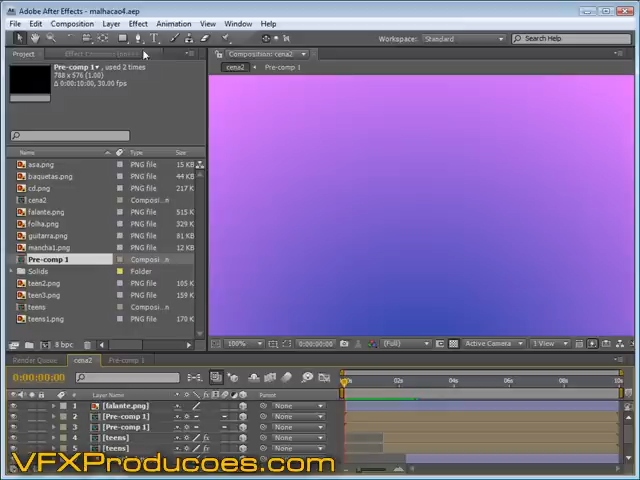 Adobe After Effects - malhacao4.aep
File Edit Composition Layer Effect Animation View Window Help
Workspace: Standard Search Help
Project Effect Controls: (none) Composition: cena2
cena2 Pre-comp 1
Pre-comp 1, used 2 times
788 x 576 (1.00)
Δ 0:00:10:00, 30.00 fps
Name Type Size
asa.png PNG file 15 KB
baquetas.png PNG file 90 KB
cd.png PNG file 217 K
cena2 Composi...n
falante.png PNG file 515 K
folha.png PNG file 329 K
guitarra.png PNG file 291 K
mancha1.png PNG file 12 KB
Pre-comp 1 Composi...n
Solids Folder
teen2.png PNG file 105 K
teen3.png PNG file 159 K
teens Composi...n
teens1.png PNG file 170 K
8 bpc
100% 0:00:00:00 (Full) Active Camera 1 View
Render Queue cena2 Pre-comp 1
0:00:00:00
02s 04s 06s 08s 10s
# Layer Name Parent
1 [falante.png] None
2 [Pre-comp 1] None
3 [Pre-comp 1] None
4 [teens] None
5 [teens] None
VFXProducoes.com